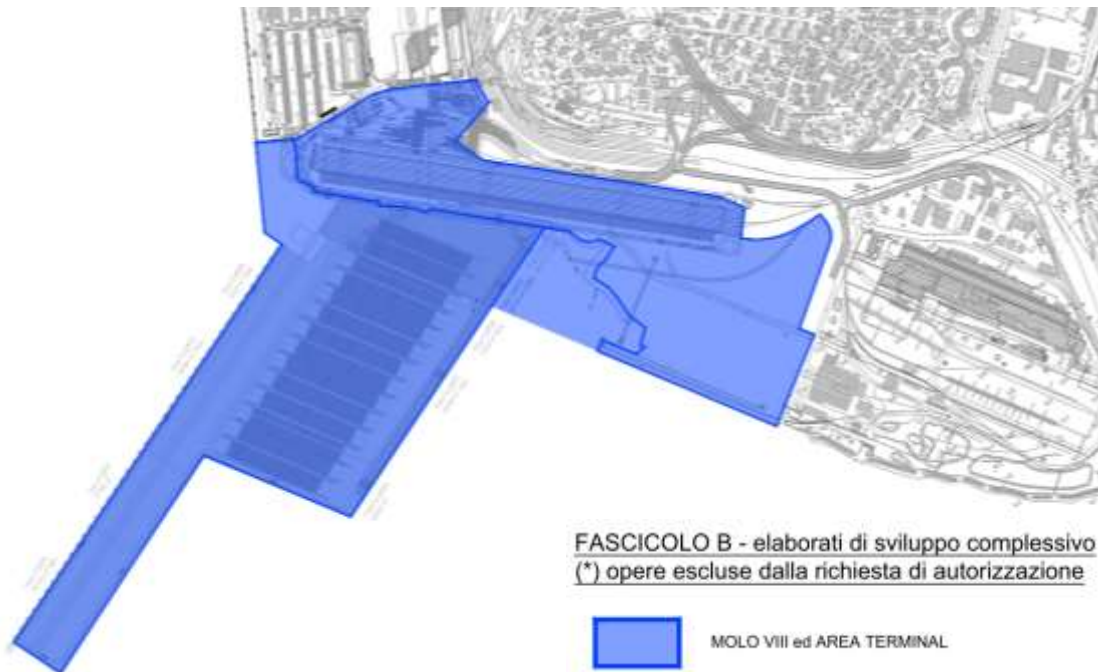 FASCICOLO B - elaborati di sviluppo complessivo
(*) opere escluse dalla richiesta di autorizzazione
MOLO VIII ed AREA TERMINAL